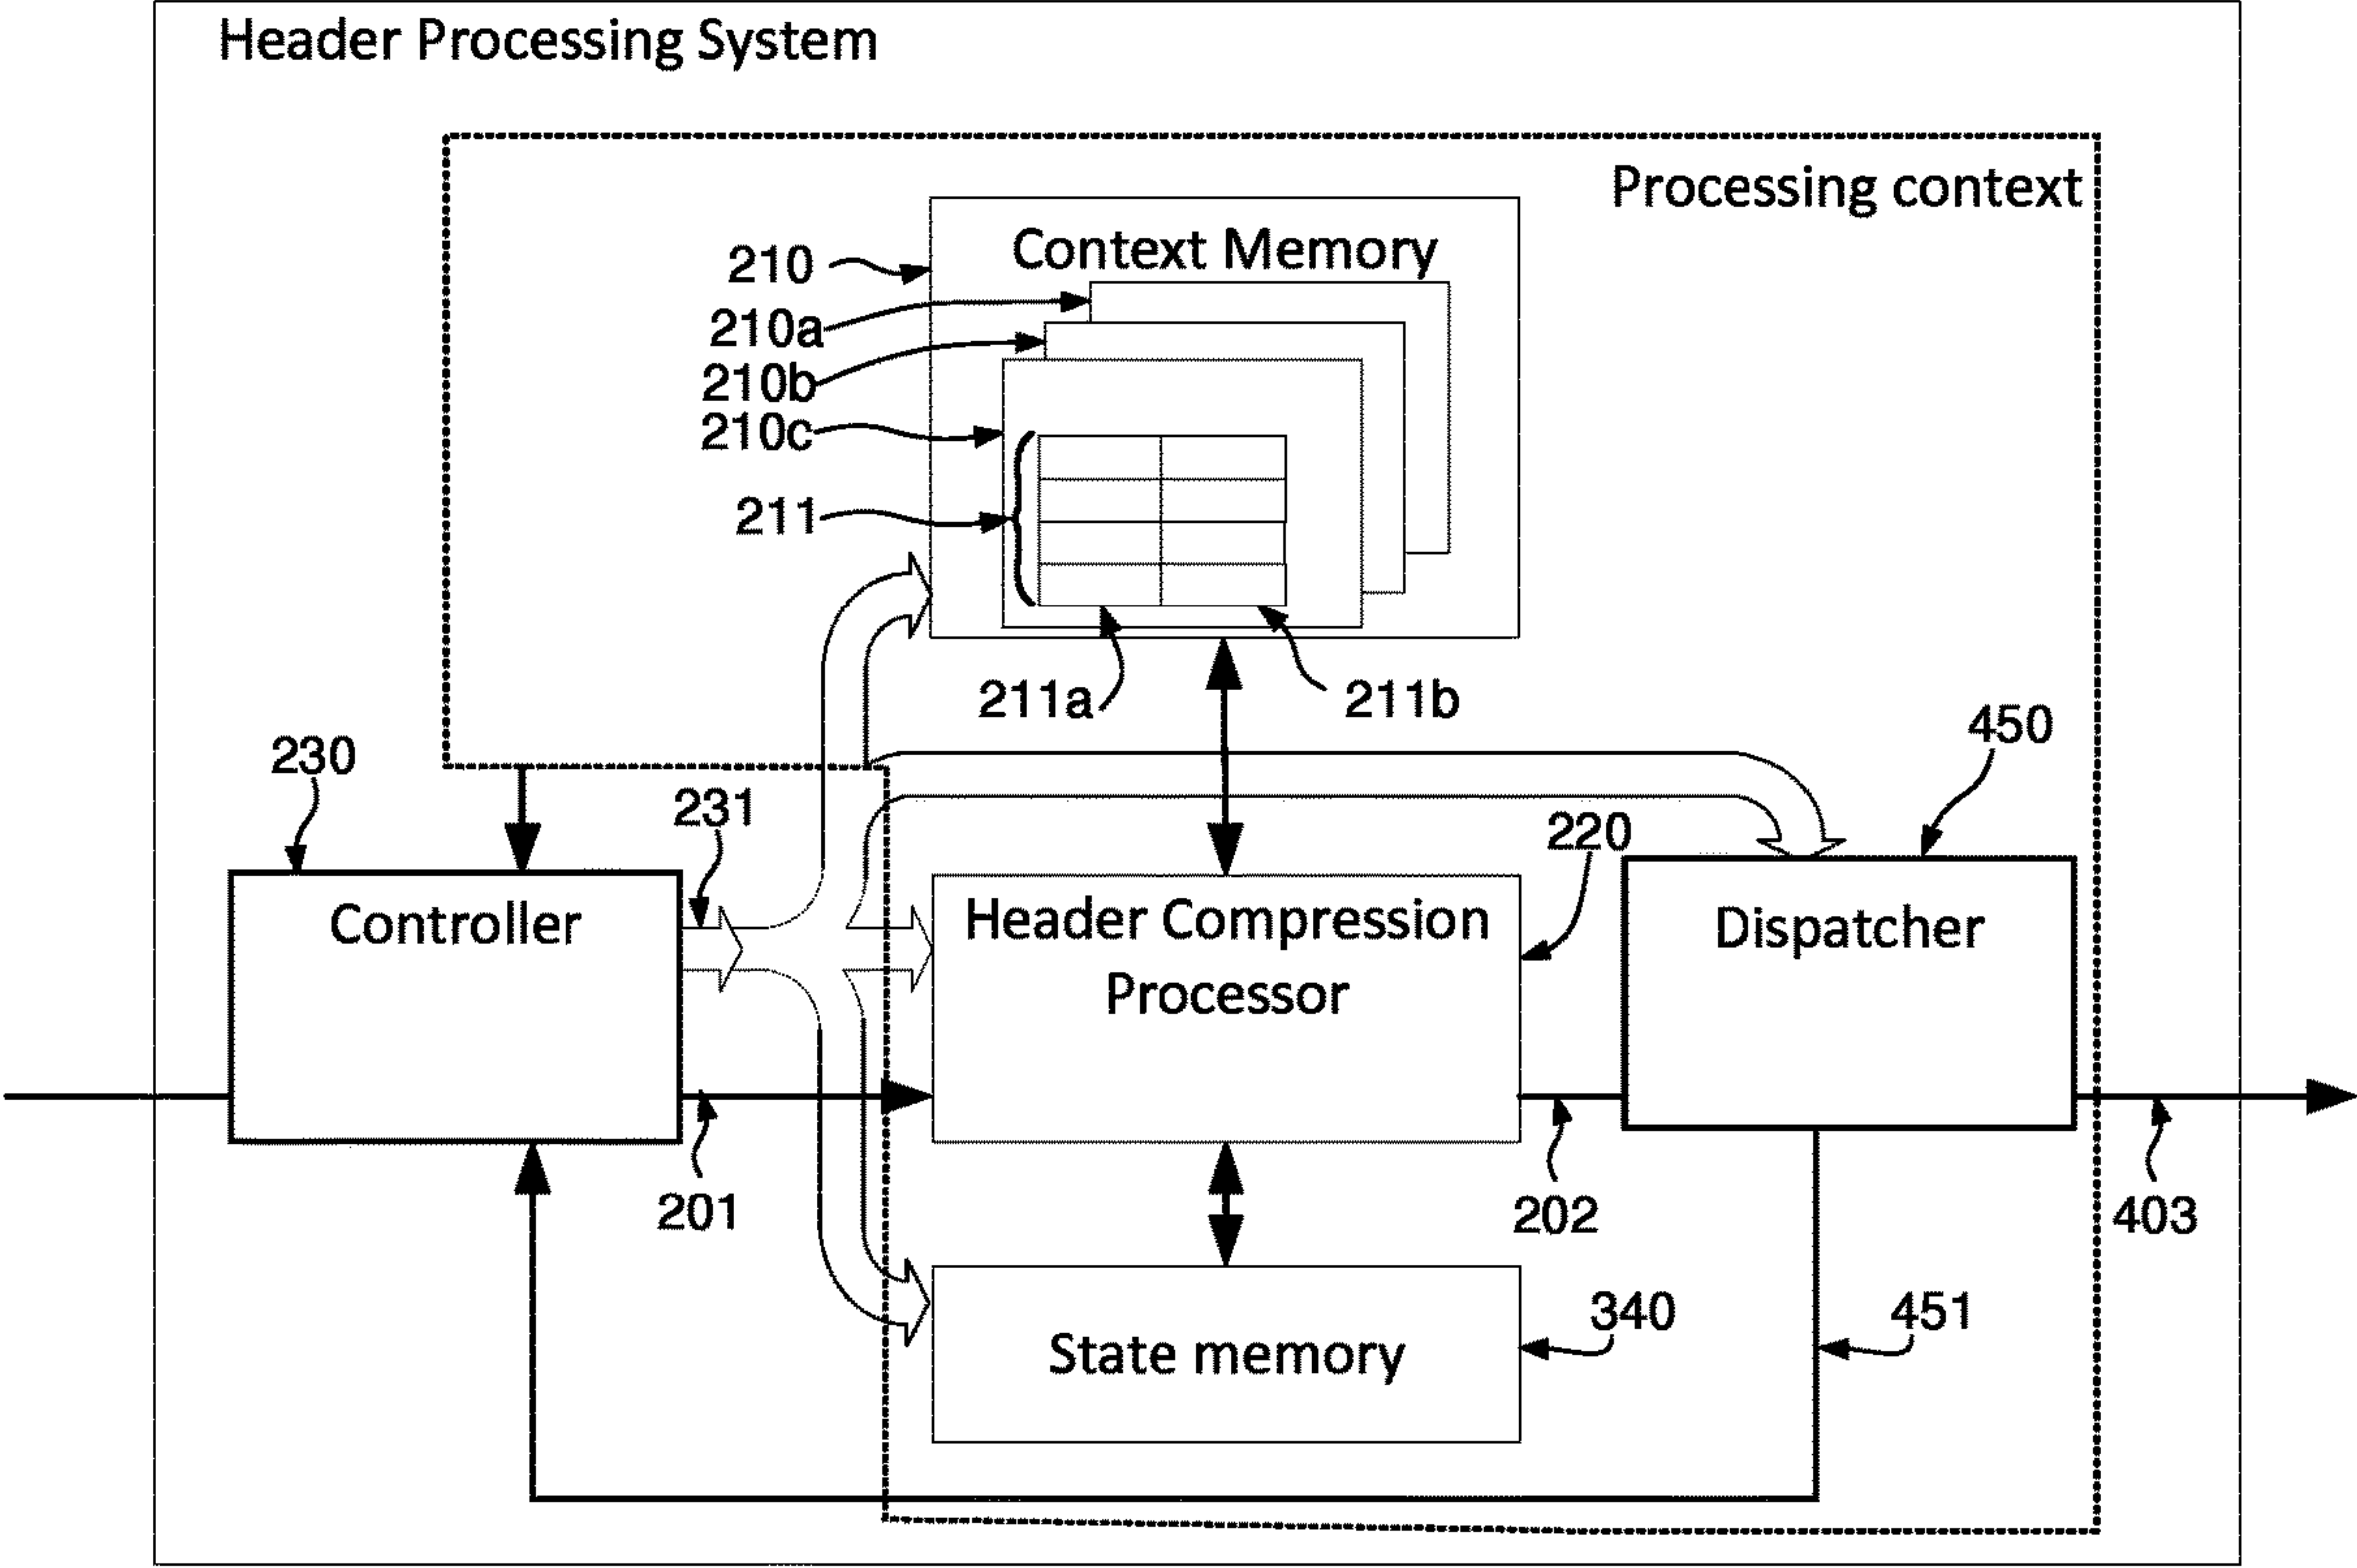 Header Processing System
Processing context
Context Memory
210
210a
210b
210c
211
211a
211b
450
230
231
220
Controller
Header Compression
Processor
Dispatcher
201
202
403
340
451
State memory